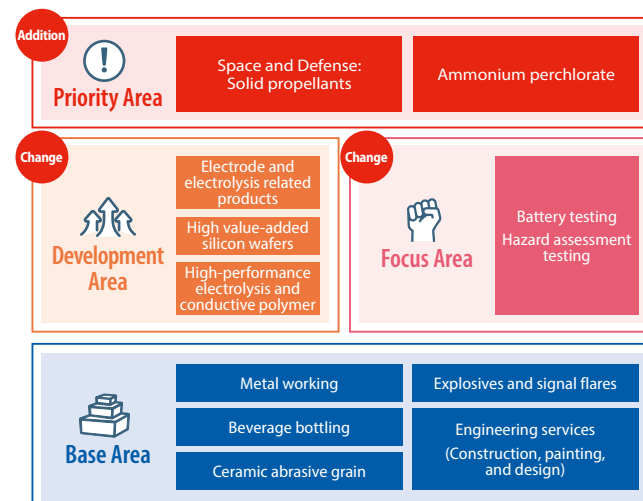 Addition
Priority Area
Space and Defense:
Solid propellants
Ammonium perchlorate
Change
Development
Area
Electrode and
electrolysis related
products
High value-added
silicon wafers
High-performance
electrolysis and
conductive polymer
Change
Focus Area
Battery testing
Hazard assessment
testing
Base Area
Metal working
Beverage bottling
Ceramic abrasive grain
Explosives and signal flares
Engineering services
(Construction, painting,
and design)